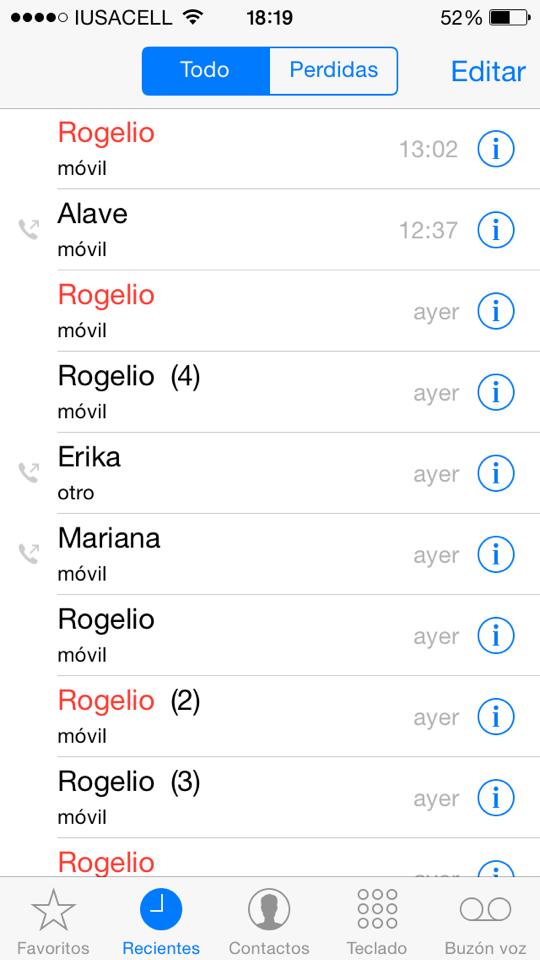 IUSACELL 18:19 52%
Todo Perdidas Editar
Rogelio
móvil
13:02
Alave
móvil
12:37
Rogelio
móvil
ayer
Rogelio (4)
móvil
ayer
Erika
otro
ayer
Mariana
móvil
ayer
Rogelio
móvil
ayer
Rogelio (2)
móvil
ayer
Rogelio (3)
móvil
ayer
Rogelio
Favoritos Recientes Contactos Teclado Buzón voz